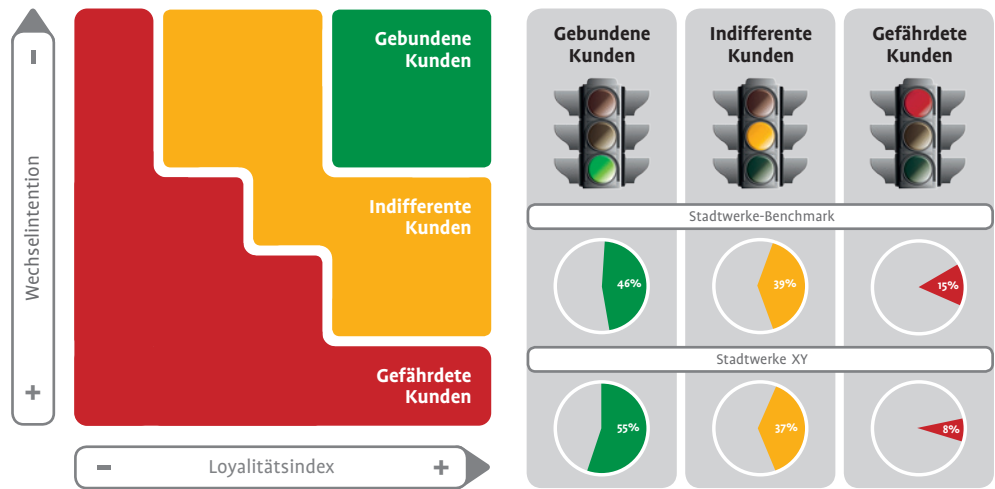 −
Wechselintention
+
Gebundene
Kunden
Indifferente
Kunden
Gefährdete
Kunden
− Loyalitätsindex +
Gebundene
Kunden
Indifferente
Kunden
Gefährdete
Kunden
Stadtwerke-Benchmark
46% 39% 15%
Stadtwerke XY
55% 37% 8%